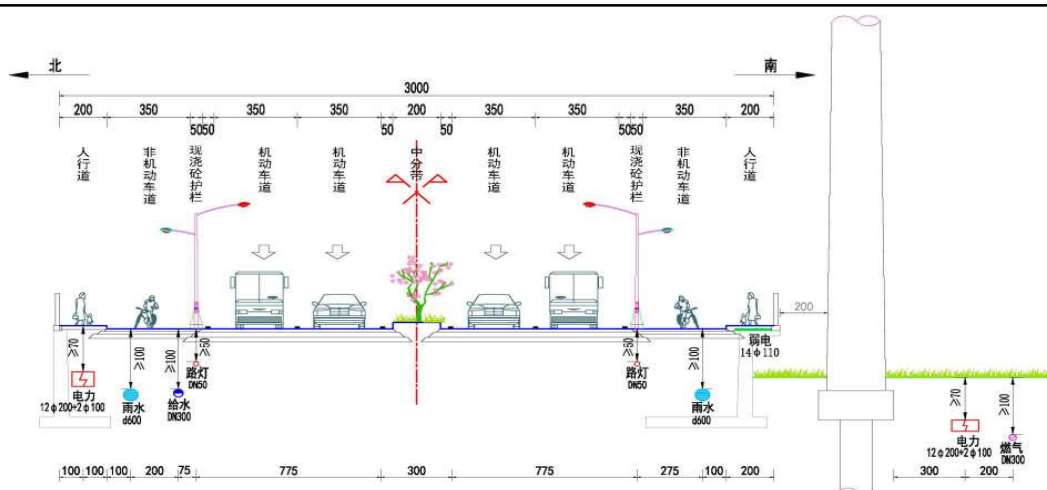 北
南
3000
200 350 350 350 200 350 350 350 200
5050 50 50 5050
人行道
非机动车道
现浇砼护栏
机动车道
机动车道
中分带
机动车道
机动车道
现浇砼护栏
非机动车道
人行道
200
≥70
≥100
≥100
≥50
≥50
≥100
弱电
14φ110
路灯
DN50
路灯
DN50
电力
12φ200+2φ100
雨水
d600
给水
DN300
雨水
d600
≥70
≥100
电力
12φ200+2φ100
燃气
DN300
100 100 100 200 75 775 300 775 275 100 200 300 200